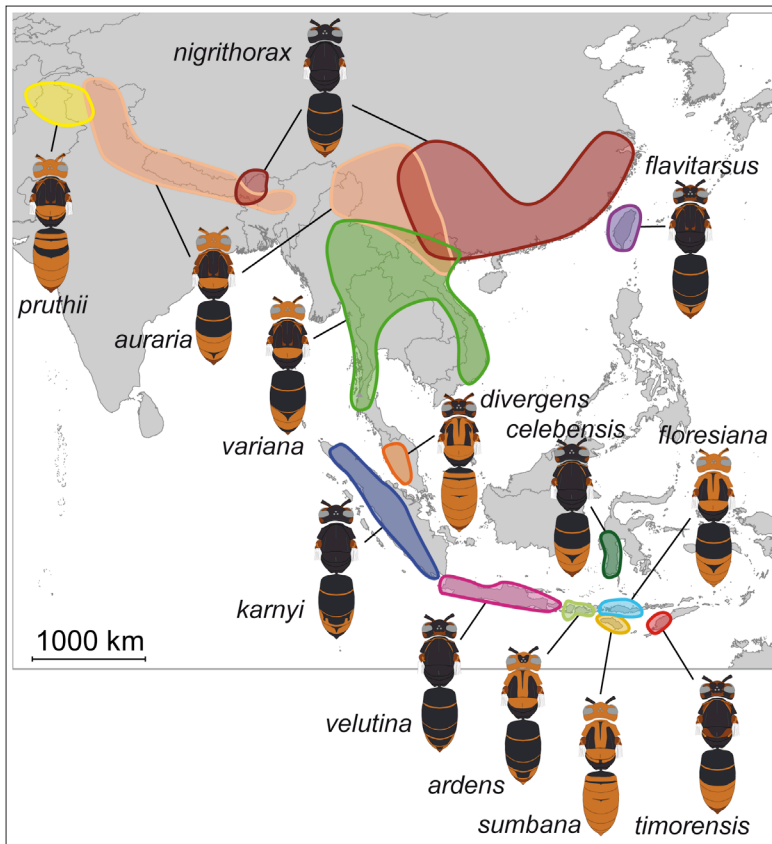 nigrithorax
flavitarsus
pruthii
auraria
variana
divergens
celebensis
floresiana
karnyi
1000 km
velutina
ardens
sumbana
timorensis